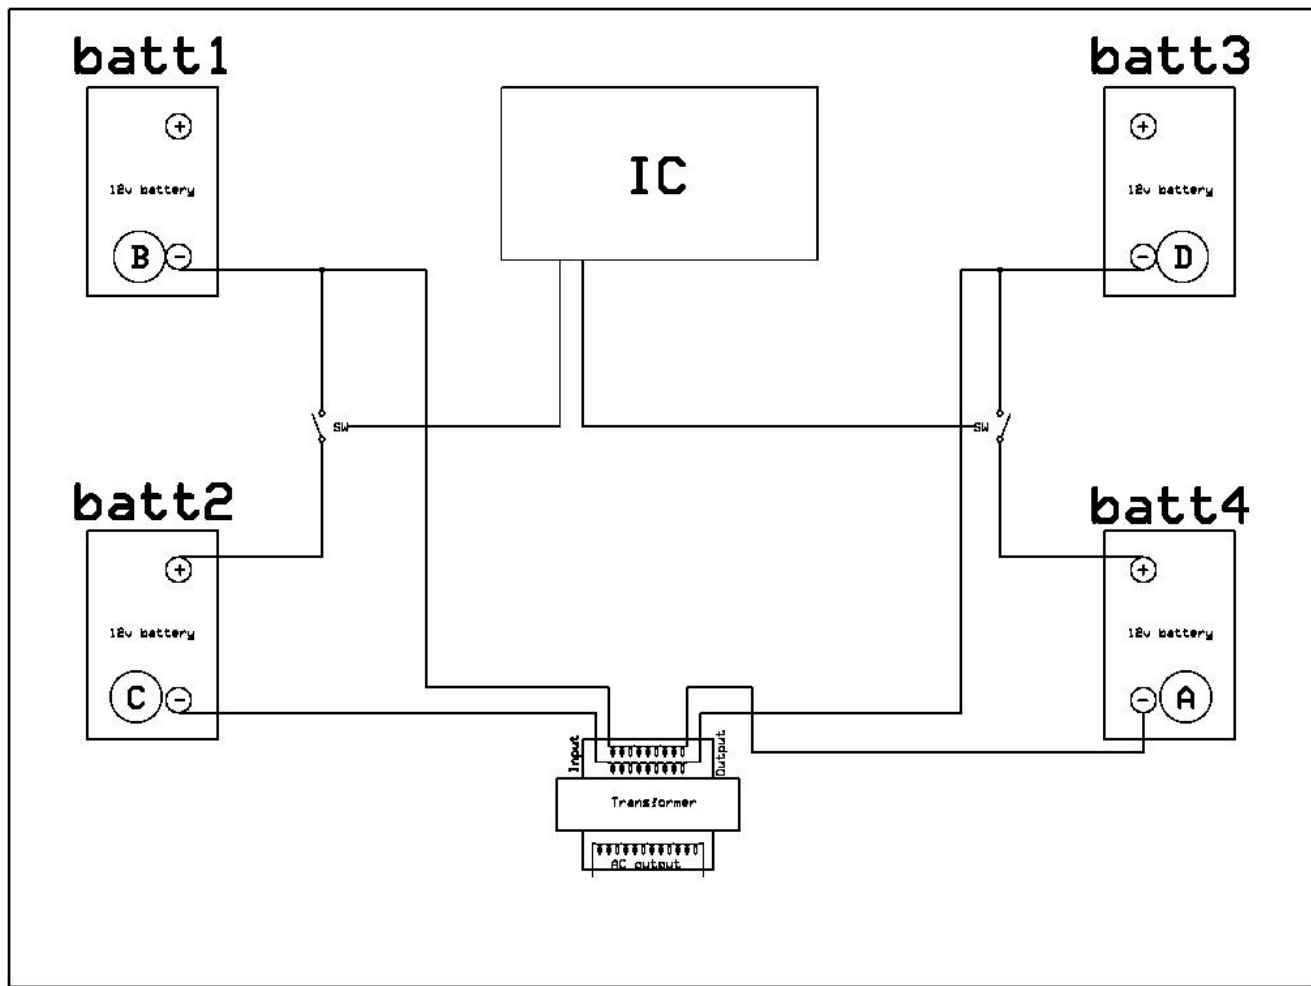 batt1
batt3
+
+
IC
12v battery
12v battery
B −
− D
SW
SW
batt2
batt4
+
+
12v battery
12v battery
C −
− A
Input
Output
Transformer
AC output